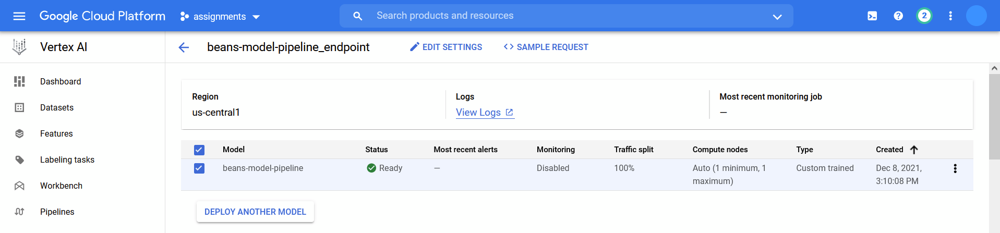 Google Cloud Platform
assignments
Search products and resources
2
Vertex AI
beans-model-pipeline_endpoint
EDIT SETTINGS
SAMPLE REQUEST
Dashboard
Datasets
Features
Labeling tasks
Workbench
Pipelines
Region
us-central1
Logs
View Logs
Most recent monitoring job
—
Model Status Most recent alerts Monitoring Traffic split Compute nodes Type Created
beans-model-pipeline Ready — Disabled 100% Auto (1 minimum, 1 Custom trained Dec 8, 2021,
maximum) 3:10:08 PM
DEPLOY ANOTHER MODEL